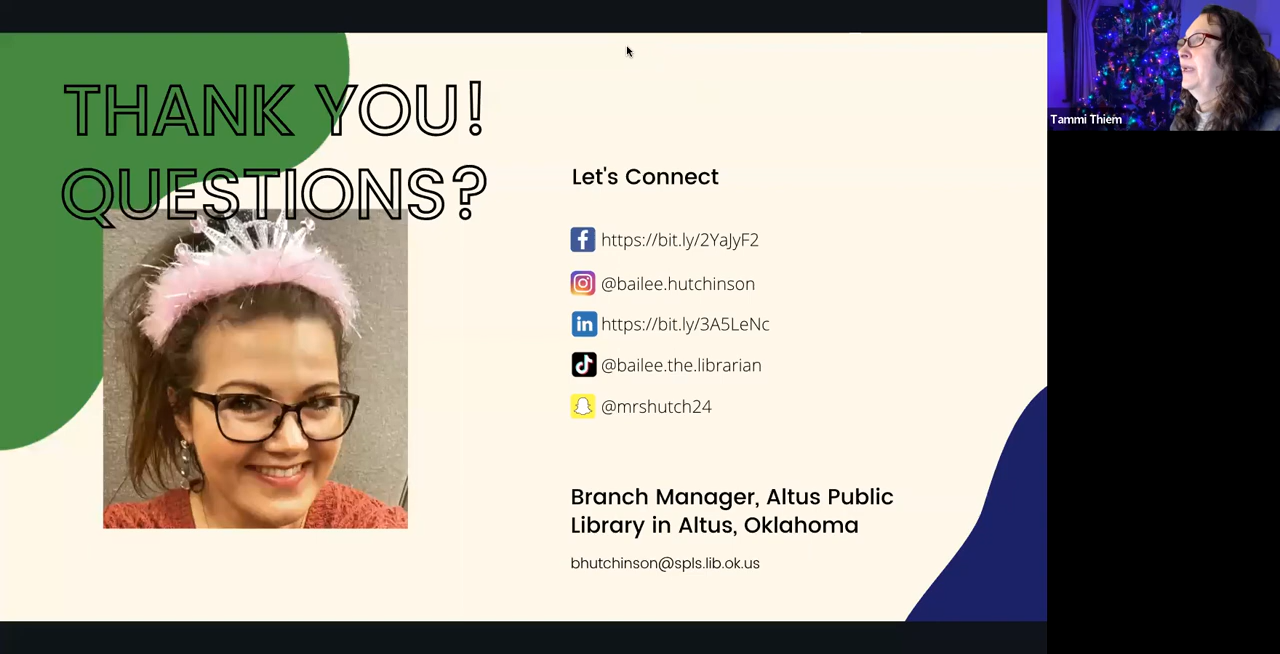 THANK YOU!
QUESTIONS?
Let's Connect
https://bit.ly/2YaJyF2
@bailee.hutchinson
https://bit.ly/3A5LeNc
@bailee.the.librarian
@mrshutch24
Branch Manager, Altus Public
Library in Altus, Oklahoma
bhutchinson@spls.lib.ok.us
Tammi Thiem